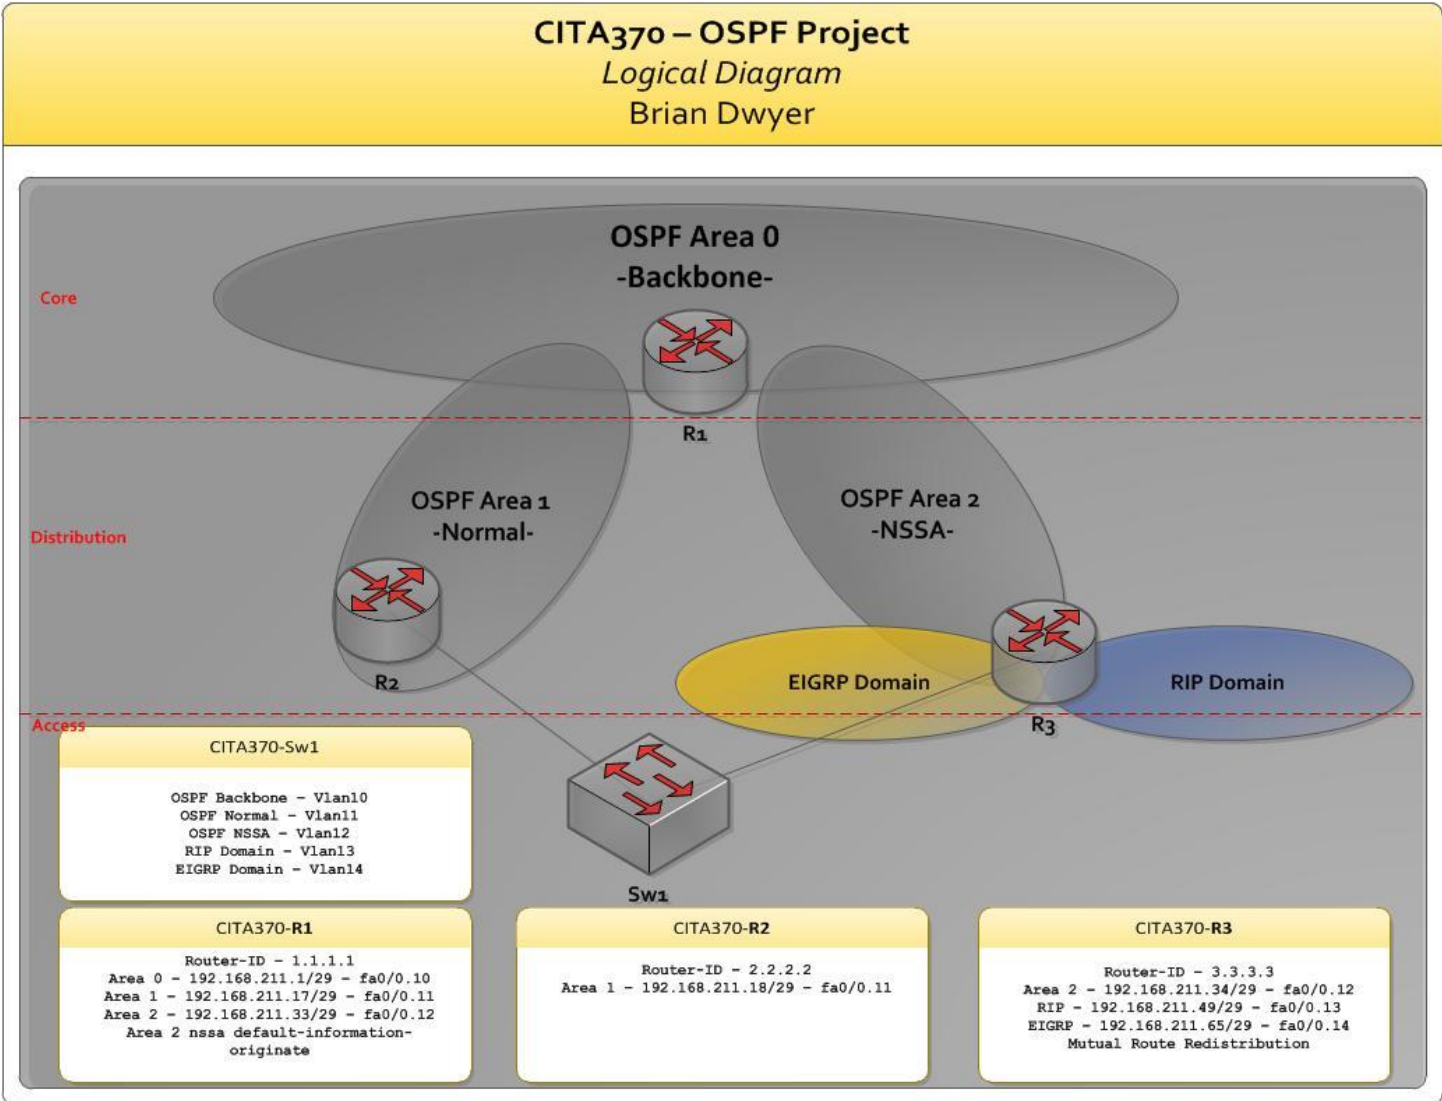 CITA370 – OSPF Project
Logical Diagram
Brian Dwyer
OSPF Area 0
-Backbone-
Core
R1
OSPF Area 1
-Normal-
OSPF Area 2
-NSSA-
Distribution
R2
EIGRP Domain
RIP Domain
R3
Access
CITA370-Sw1
OSPF Backbone – Vlan10
OSPF Normal – Vlan11
OSPF NSSA – Vlan12
RIP Domain – Vlan13
EIGRP Domain – Vlan14
Sw1
CITA370-R1
Router-ID – 1.1.1.1
Area 0 – 192.168.211.1/29 – fa0/0.10
Area 1 – 192.168.211.17/29 – fa0/0.11
Area 2 – 192.168.211.33/29 – fa0/0.12
Area 2 nssa default-information-
originate
CITA370-R2
Router-ID – 2.2.2.2
Area 1 – 192.168.211.18/29 – fa0/0.11
CITA370-R3
Router-ID – 3.3.3.3
Area 2 – 192.168.211.34/29 – fa0/0.12
RIP – 192.168.211.49/29 – fa0/0.13
EIGRP – 192.168.211.65/29 – fa0/0.14
Mutual Route Redistribution